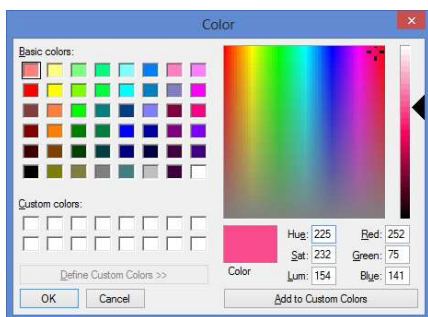 Color
Basic colors:
Custom colors:
Define Custom Colors >>
OK Cancel
Color
Hue: 225 Red: 252
Sat: 232 Green: 75
Lum: 154 Blue: 141
Add to Custom Colors